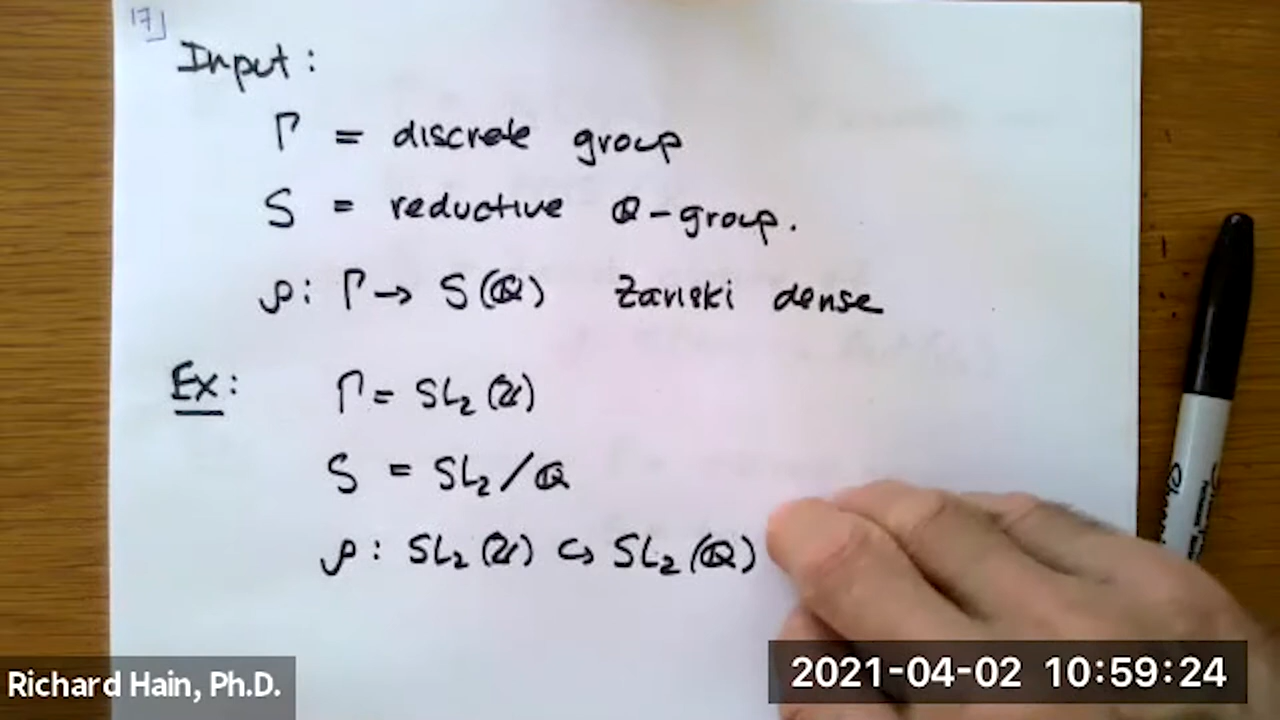 17]
Input:
Γ = discrete group
S = reductive ℚ-group.
ρ: Γ → S(ℚ) Zariski dense
Ex: Γ = SL₂(ℤ)
S = SL₂/ℚ
ρ: SL₂(ℤ) ↪ SL₂(ℚ)
Richard Hain, Ph.D.
2021-04-02 10:59:24